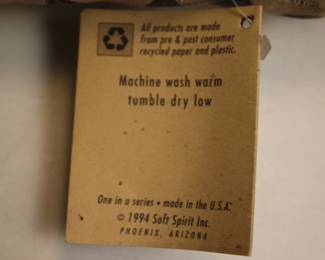 All products are made
from pre & post consumer
recycled paper and plastic.
Machine wash warm
tumble dry low
One in a series • made in the U.S.A.
© 1994 Soft Spirit Inc.
PHOENIX, ARIZONA